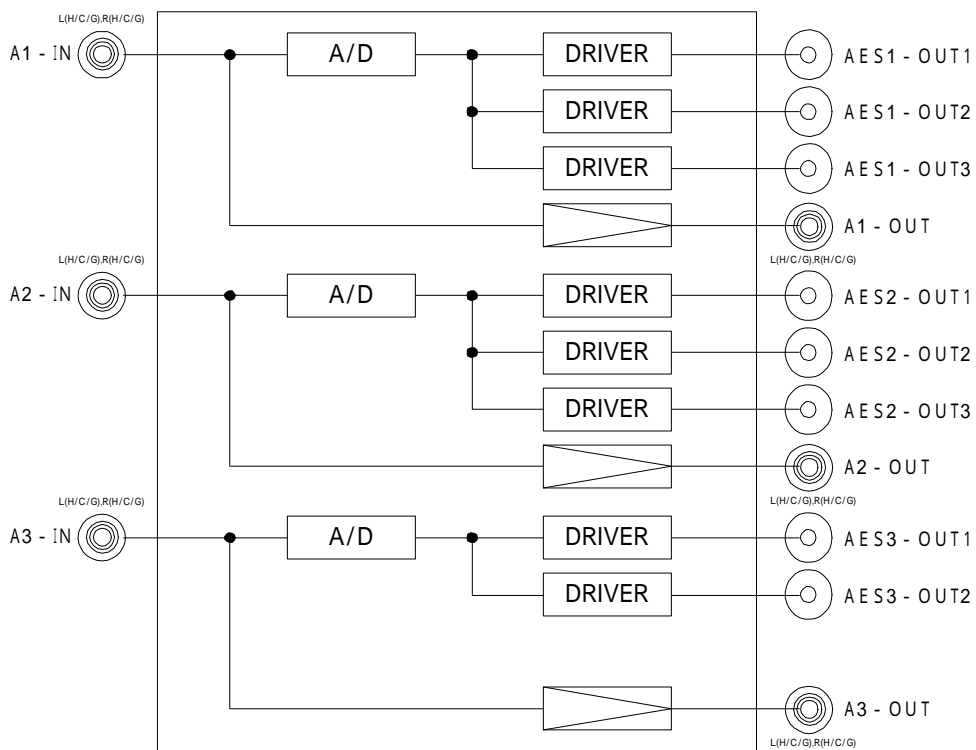 L(H/C/G),R(H/C/G)
A1 - IN
A/D
DRIVER
AES1 - OUT1
DRIVER
AES1 - OUT2
DRIVER
AES1 - OUT3
A1 - OUT
L(H/C/G),R(H/C/G)
L(H/C/G),R(H/C/G)
A2 - IN
A/D
DRIVER
AES2 - OUT1
DRIVER
AES2 - OUT2
DRIVER
AES2 - OUT3
A2 - OUT
L(H/C/G),R(H/C/G)
L(H/C/G),R(H/C/G)
A3 - IN
A/D
DRIVER
AES3 - OUT1
DRIVER
AES3 - OUT2
A3 - OUT
L(H/C/G),R(H/C/G)